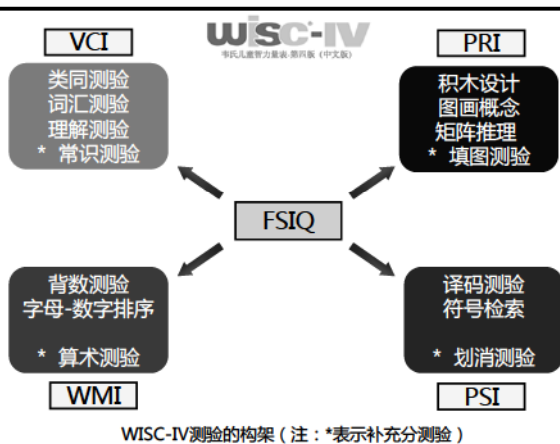 VCI
类同测验
词汇测验
理解测验
* 常识测验
WISC-IV
韦氏儿童智力量表-第四版（中文版）
PRI
积木设计
图画概念
矩阵推理
* 填图测验
FSIQ
背数测验
字母-数字排序
* 算术测验
WMI
译码测验
符号检索
* 划消测验
PSI
WISC-IV测验的构架（注：*表示补充分测验）